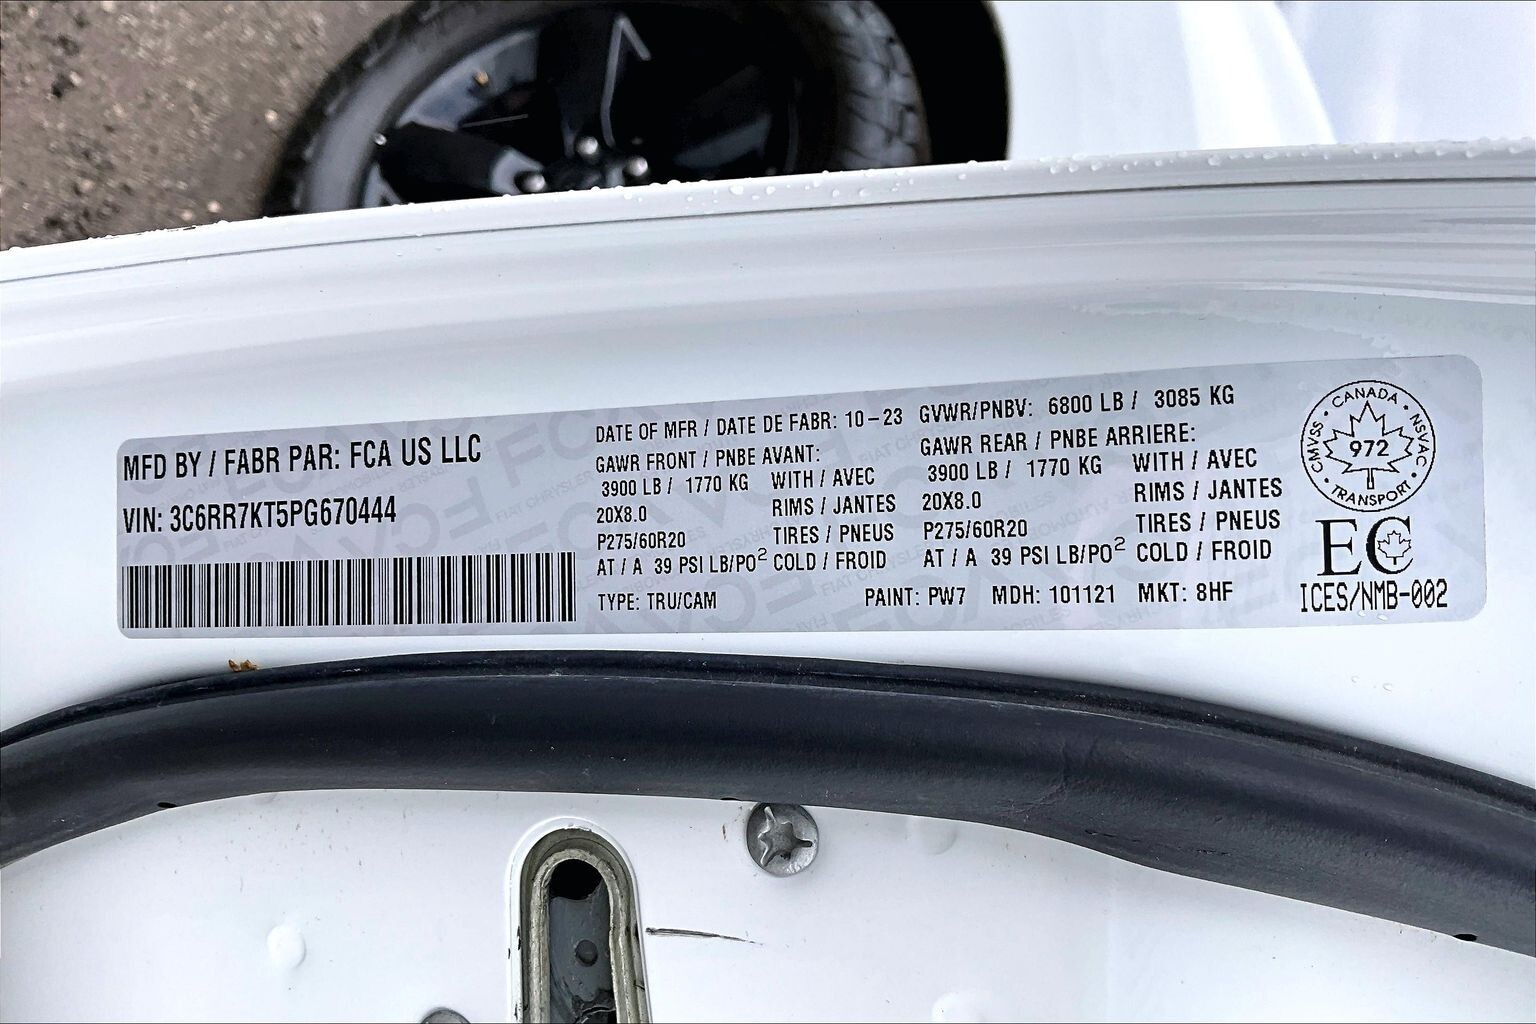 MFD BY / FABR PAR: FCA US LLC
VIN: 3C6RR7KT5PG670444
DATE OF MFR / DATE DE FABR: 10-23 GVWR/PNBV: 6800 LB / 3085 KG
GAWR FRONT / PNBE AVANT:
3900 LB / 1770 KG WITH / AVEC
20X8.0 RIMS / JANTES
P275/60R20 TIRES / PNEUS
AT / A 39 PSI LB/PO² COLD / FROID
GAWR REAR / PNBE ARRIERE:
3900 LB / 1770 KG WITH / AVEC
20X8.0 RIMS / JANTES
P275/60R20 TIRES / PNEUS
AT / A 39 PSI LB/PO² COLD / FROID
TYPE: TRU/CAM PAINT: PW7 MDH: 101121 MKT: 8HF
CANADA
CMVSS · NSVAC
972
TRANSPORT
EC
ICES/NMB-002